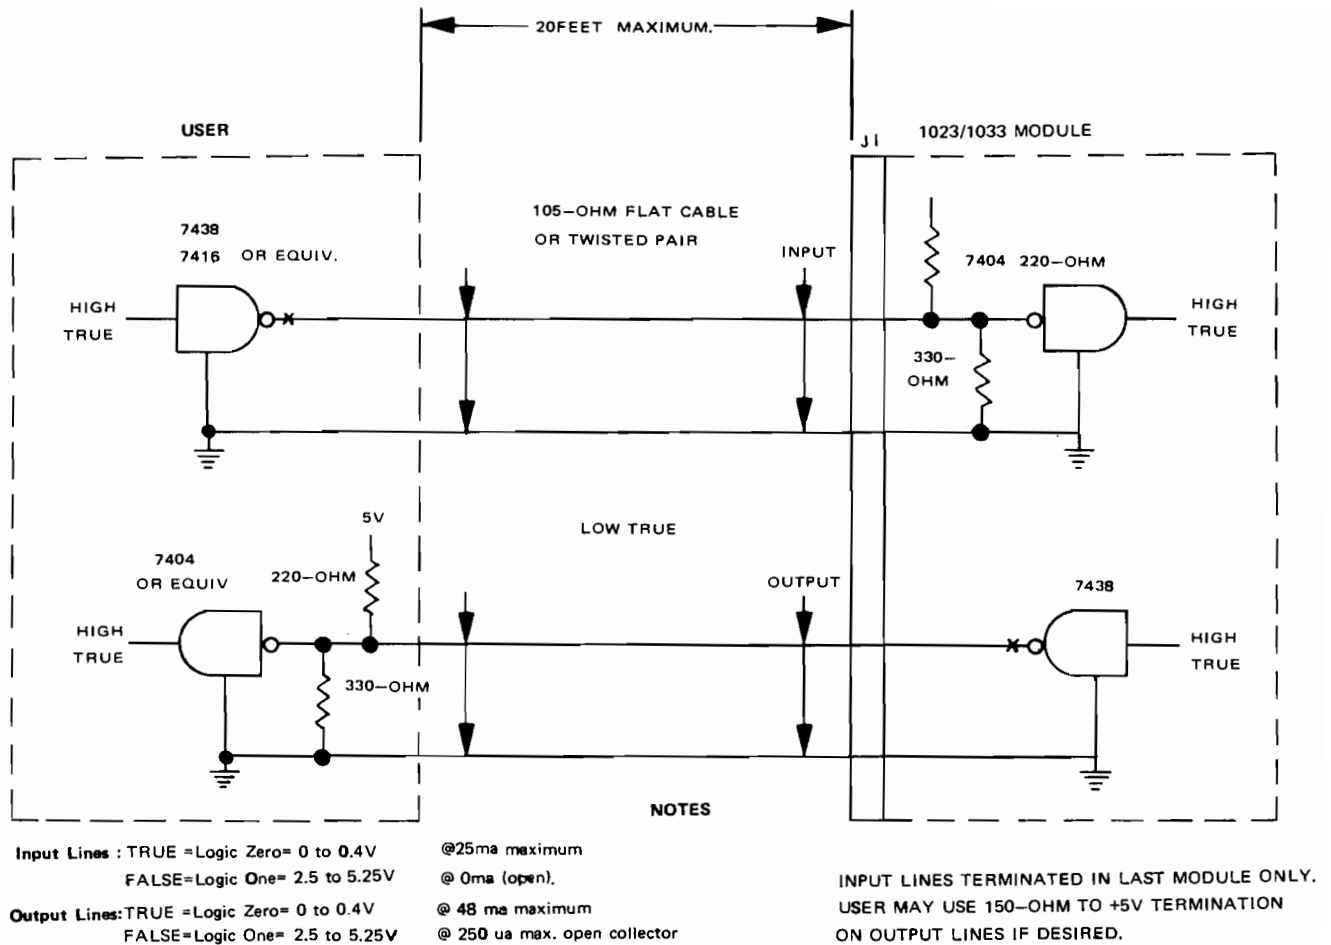 20FEET MAXIMUM.
USER
1023/1033 MODULE
J1
105-OHM FLAT CABLE
OR TWISTED PAIR
7438
7416 OR EQUIV.
INPUT
7404 220-OHM
HIGH
TRUE
HIGH
TRUE
330-
OHM
5V
LOW TRUE
7404
OR EQUIV
220-OHM
OUTPUT
7438
HIGH
TRUE
HIGH
TRUE
330-OHM
NOTES
Input Lines : TRUE =Logic Zero= 0 to 0.4V @25ma maximum
FALSE=Logic One= 2.5 to 5.25V @ 0ma (open).
Output Lines:TRUE =Logic Zero= 0 to 0.4V @ 48 ma maximum
FALSE=Logic One= 2.5 to 5.25V @ 250 ua max. open collector
INPUT LINES TERMINATED IN LAST MODULE ONLY.
USER MAY USE 150-OHM TO +5V TERMINATION
ON OUTPUT LINES IF DESIRED.